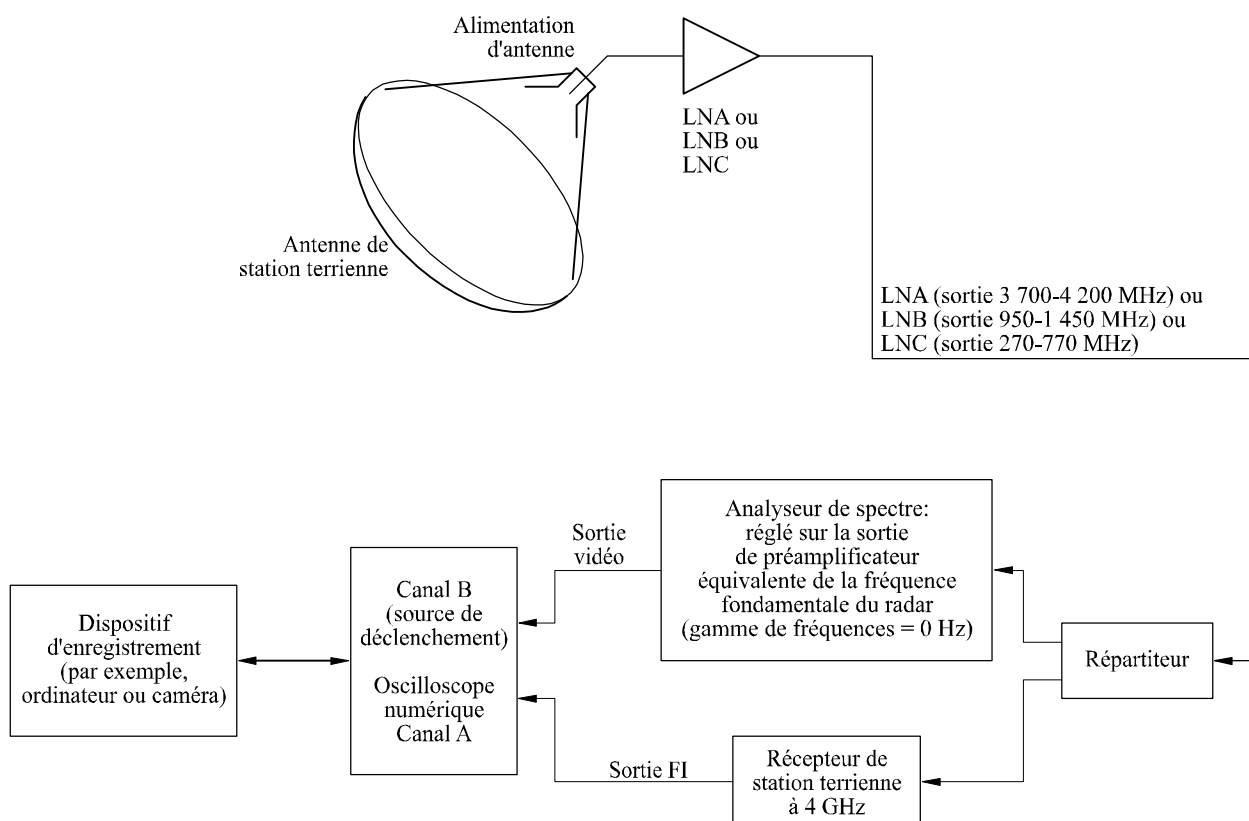 Alimentation
d'antenne
LNA ou
LNB ou
LNC
Antenne de
station terrienne
LNA (sortie 3 700-4 200 MHz) ou
LNB (sortie 950-1 450 MHz) ou
LNC (sortie 270-770 MHz)
Analyseur de spectre:
réglé sur la sortie
de préamplificateur
équivalente de la fréquence
fondamentale du radar
(gamme de fréquences = 0 Hz)
Sortie
vidéo
Canal B
(source de
déclenchement)
Oscilloscope
numérique
Canal A
Dispositif
d'enregistrement
(par exemple,
ordinateur ou caméra)
Répartiteur
Sortie FI
Récepteur de
station terrienne
à 4 GHz